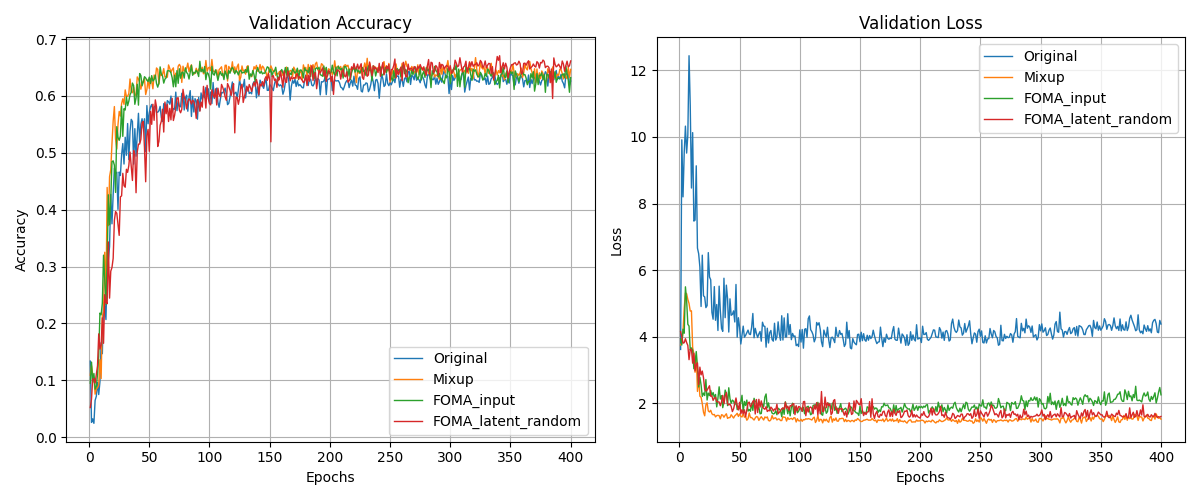 Validation Accuracy
0.7
0.6
0.5
0.4
0.3
0.2
0.1
0.0
Accuracy
0 50 100 150 200 250 300 350 400
Epochs
Original
Mixup
FOMA_input
FOMA_latent_random
Validation Loss
12
10
8
6
4
2
Loss
0 50 100 150 200 250 300 350 400
Epochs
Original
Mixup
FOMA_input
FOMA_latent_random